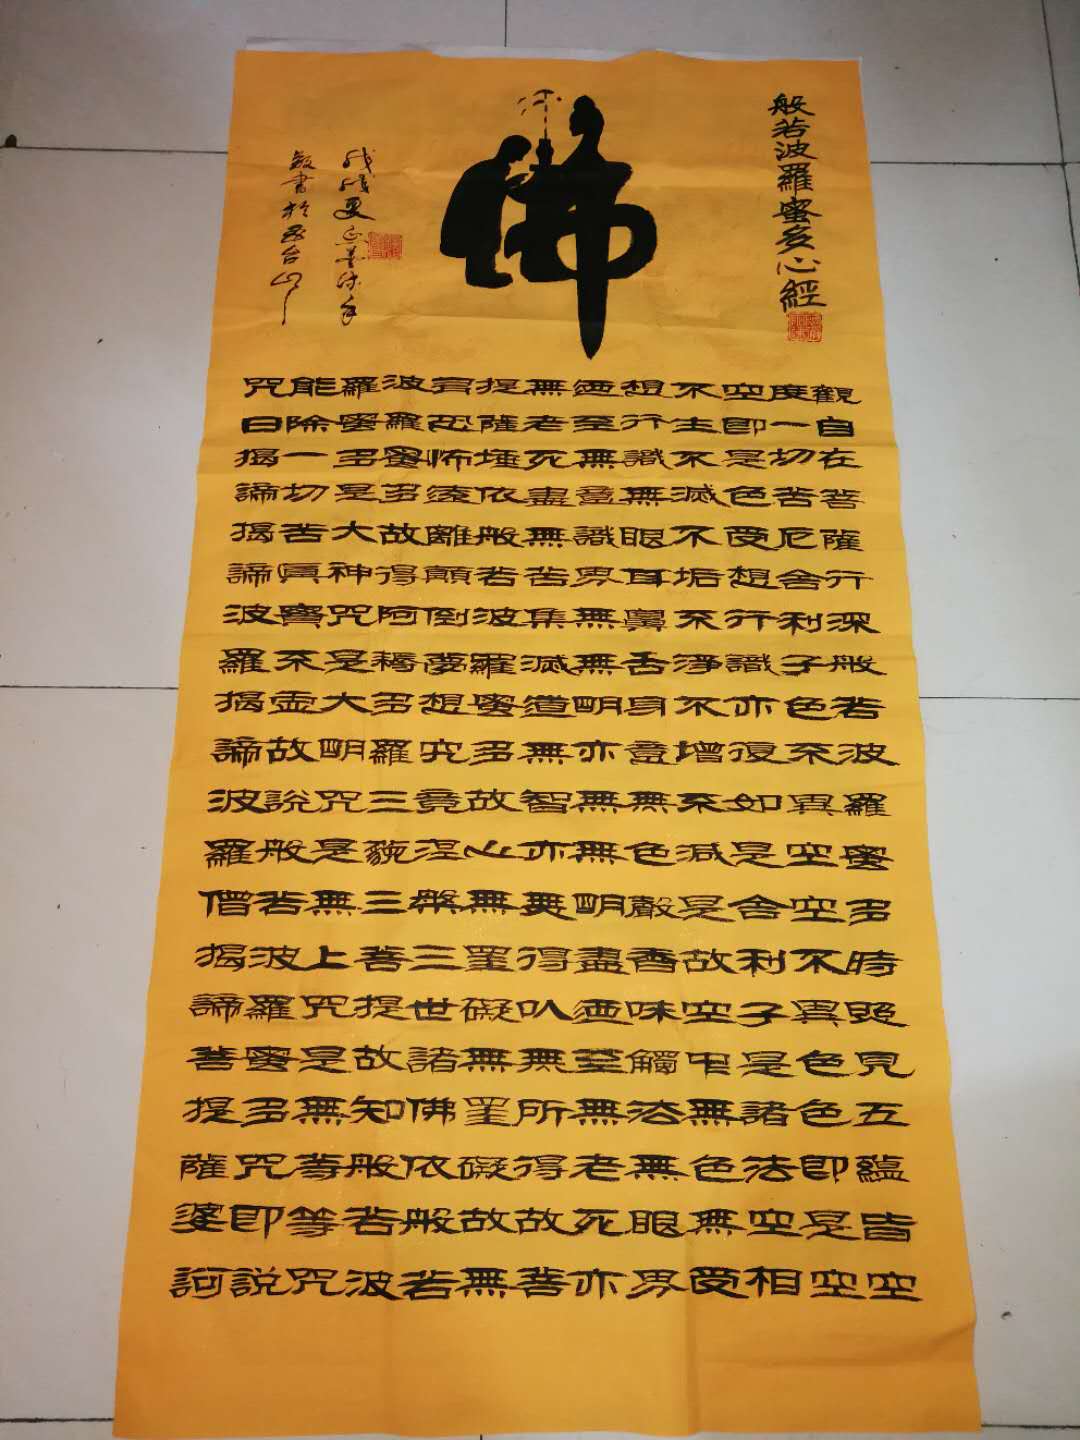 般若波羅蜜多心經
佛
觀自在菩薩行深般若波羅蜜多時照見五蘊皆空
度一切苦厄舍利子色不異空空不異色色即是空
空即是色受想行識亦復如是舍利子是諸法空相
不生不滅不垢不淨不增不減是故空中無色無受
想行識無眼耳鼻舌身意無色聲香味觸法無眼界
迺至無意識界無無明亦無無明盡迺至無老死亦
無老死盡無苦集滅道無智亦無得以無所得故菩
提薩埵依般若波羅蜜多故心無罣礙無罣礙故無
有恐怖遠離顛倒夢想究竟涅槃三世諸佛依般若
波羅蜜多故得阿耨多羅三藐三菩提故知般若波
羅蜜多是大神咒是大明咒是無上咒是無等等咒
能除一切苦真實不虛故說般若波羅蜜多咒即說
咒曰揭諦揭諦波羅揭諦波羅僧揭諦菩提薩婆訶
戊戌夏
敬書於五台山